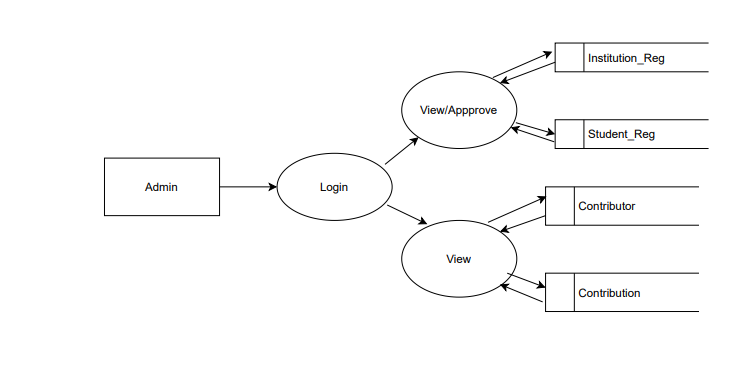 Institution_Reg
View/Appprove
Student_Reg
Admin
Login
Contributor
View
Contribution